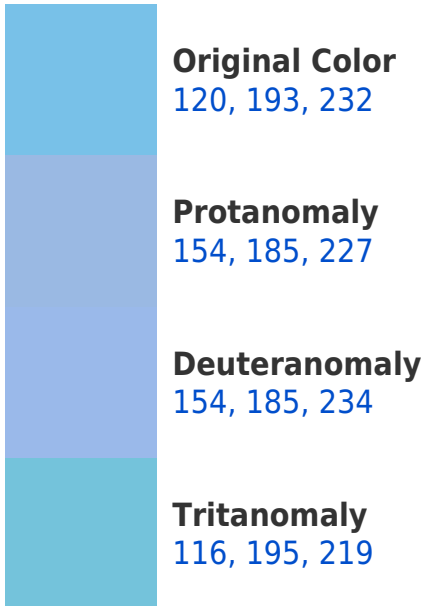 Original Color
120, 193, 232
Protanomaly
154, 185, 227
Deuteranomaly
154, 185, 234
Tritanomaly
116, 195, 219